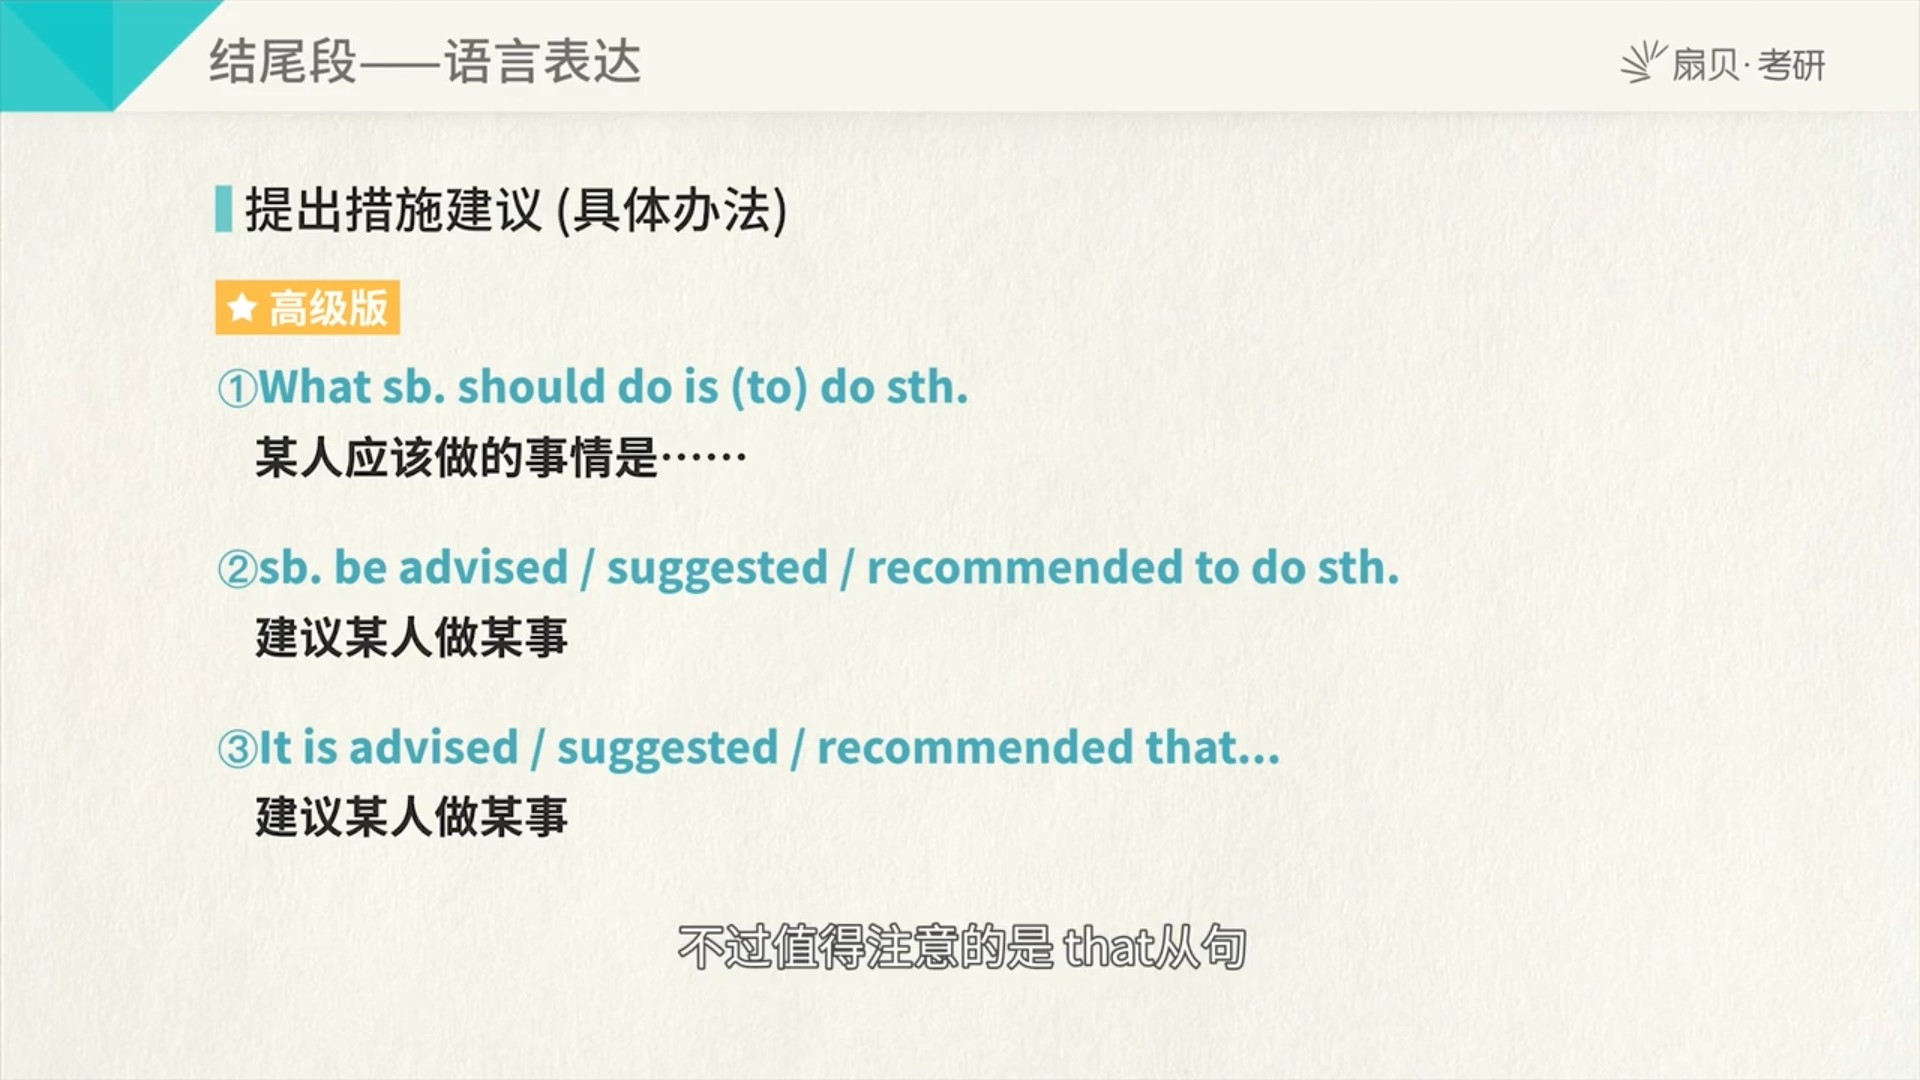 结尾段——语言表达
扇贝·考研
提出措施建议 (具体办法)
★ 高级版
①What sb. should do is (to) do sth.
某人应该做的事情是……
②sb. be advised / suggested / recommended to do sth.
建议某人做某事
③It is advised / suggested / recommended that...
建议某人做某事
不过值得注意的是 that从句